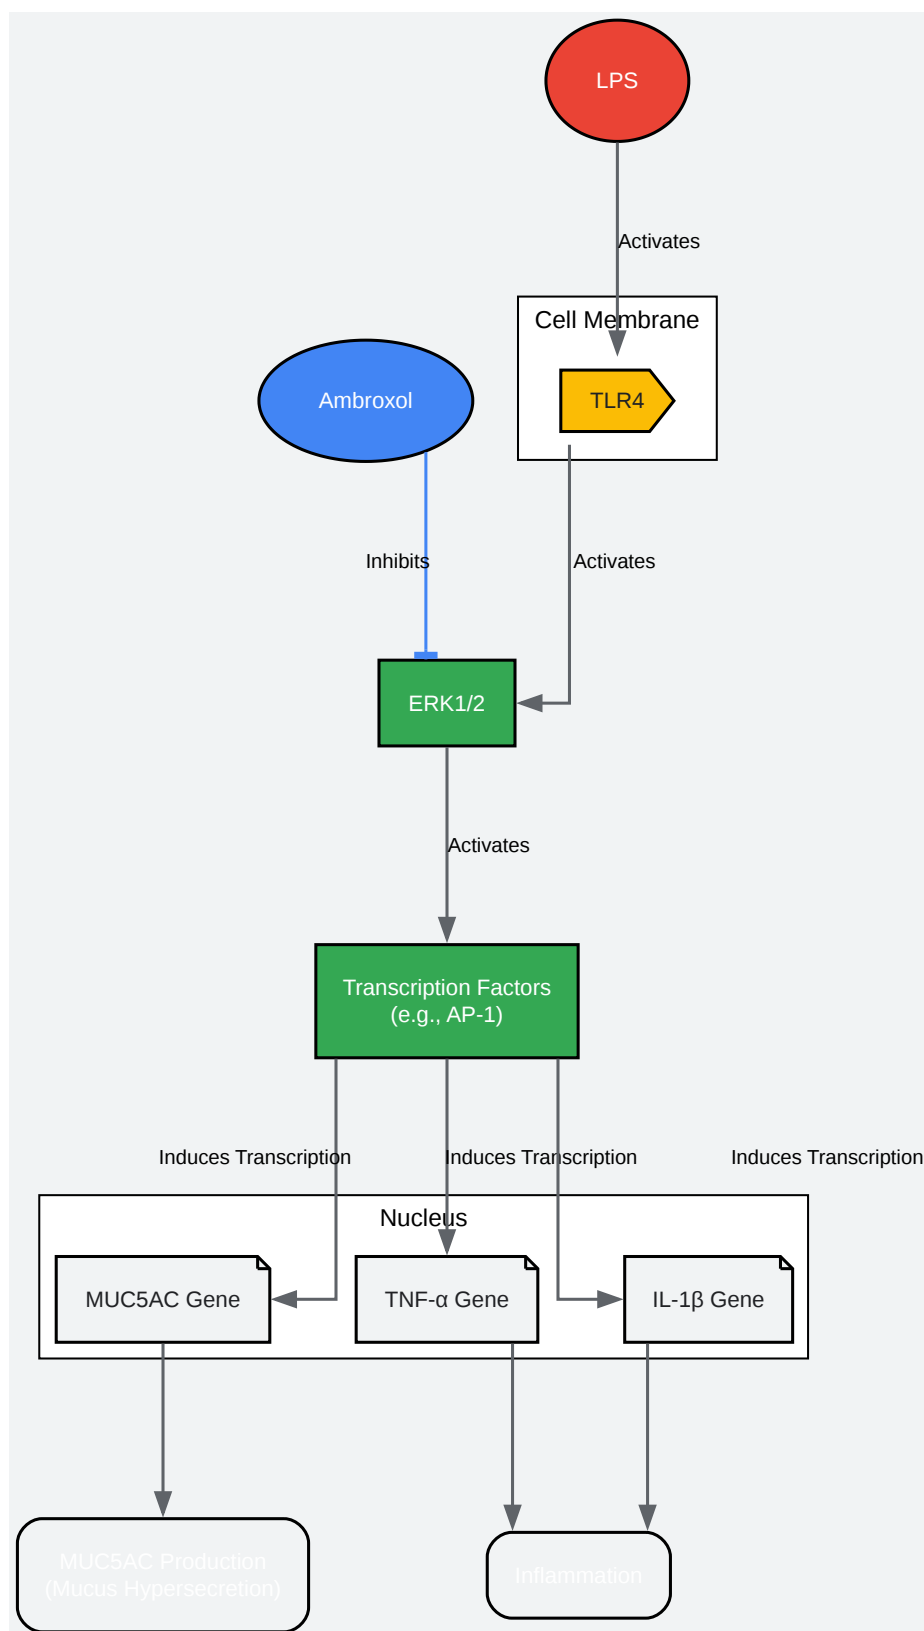 LPS
Activates
Cell Membrane
TLR4
Ambroxol
Inhibits
Activates
ERK1/2
Activates
Transcription Factors
(e.g., AP-1)
Induces Transcription
Induces Transcription
Induces Transcription
Nucleus
MUC5AC Gene
TNF-α Gene
IL-1β Gene
MUC5AC Production
(Mucus Hypersecretion)
Inflammation